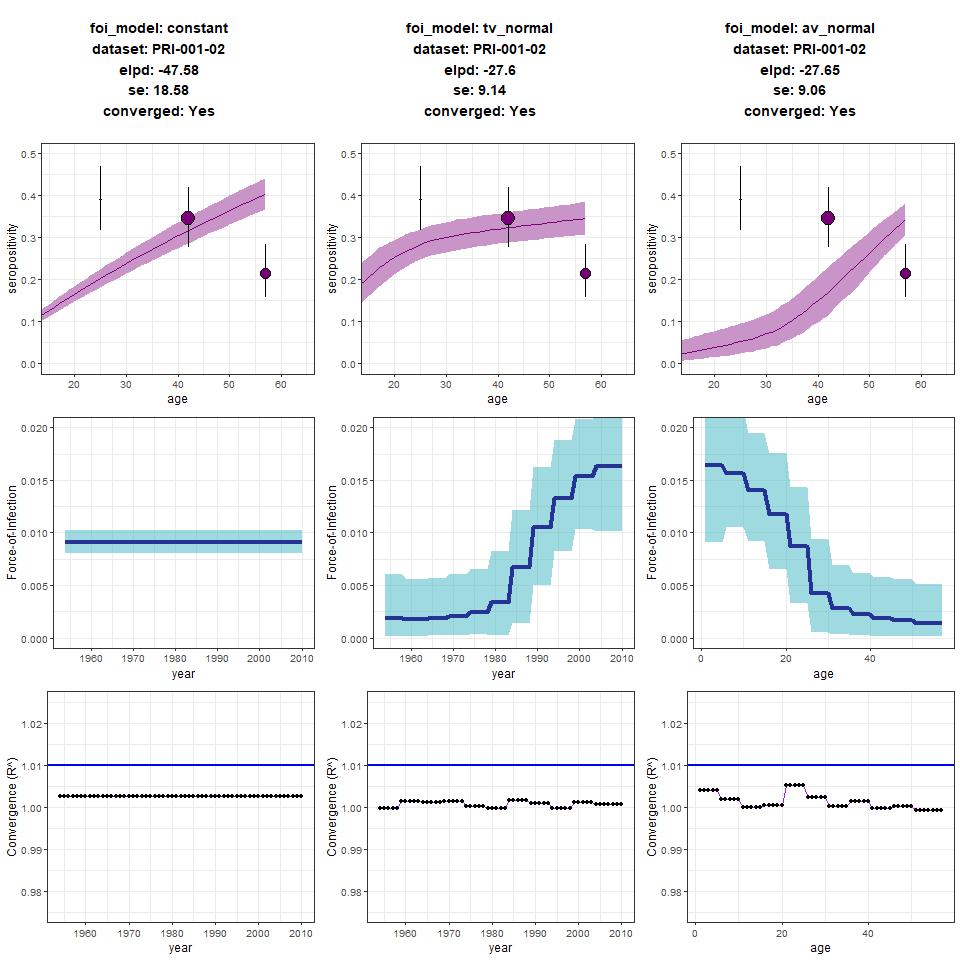 foi_model: constant
dataset: PRI-001-02
elpd: -47.58
se: 18.58
converged: Yes
foi_model: tv_normal
dataset: PRI-001-02
elpd: -27.6
se: 9.14
converged: Yes
foi_model: av_normal
dataset: PRI-001-02
elpd: -27.65
se: 9.06
converged: Yes
seropositivity
0.5
0.4
0.3
0.2
0.1
0.0
20 30 40 50 60
age
seropositivity
0.5
0.4
0.3
0.2
0.1
0.0
20 30 40 50 60
age
seropositivity
0.5
0.4
0.3
0.2
0.1
0.0
20 30 40 50 60
age
Force-of-Infection
0.020
0.015
0.010
0.005
0.000
1960 1970 1980 1990 2000 2010
year
Force-of-Infection
0.020
0.015
0.010
0.005
0.000
1960 1970 1980 1990 2000 2010
year
Force-of-Infection
0.020
0.015
0.010
0.005
0.000
0 20 40
age
Convergence (R^)
1.02
1.01
1.00
0.99
0.98
1960 1970 1980 1990 2000 2010
year
Convergence (R^)
1.02
1.01
1.00
0.99
0.98
1960 1970 1980 1990 2000 2010
year
Convergence (R^)
1.02
1.01
1.00
0.99
0.98
0 20 40
age